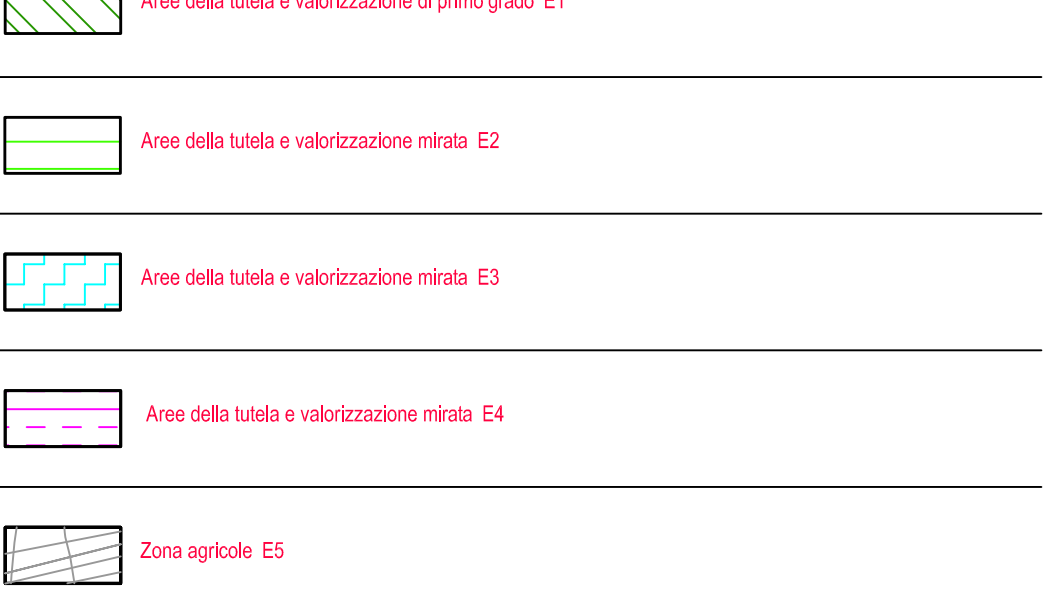 Aree della tutela e valorizzazione di primo grado E1
Aree della tutela e valorizzazione mirata E2
Aree della tutela e valorizzazione mirata E3
Aree della tutela e valorizzazione mirata E4
Zona agricole E5